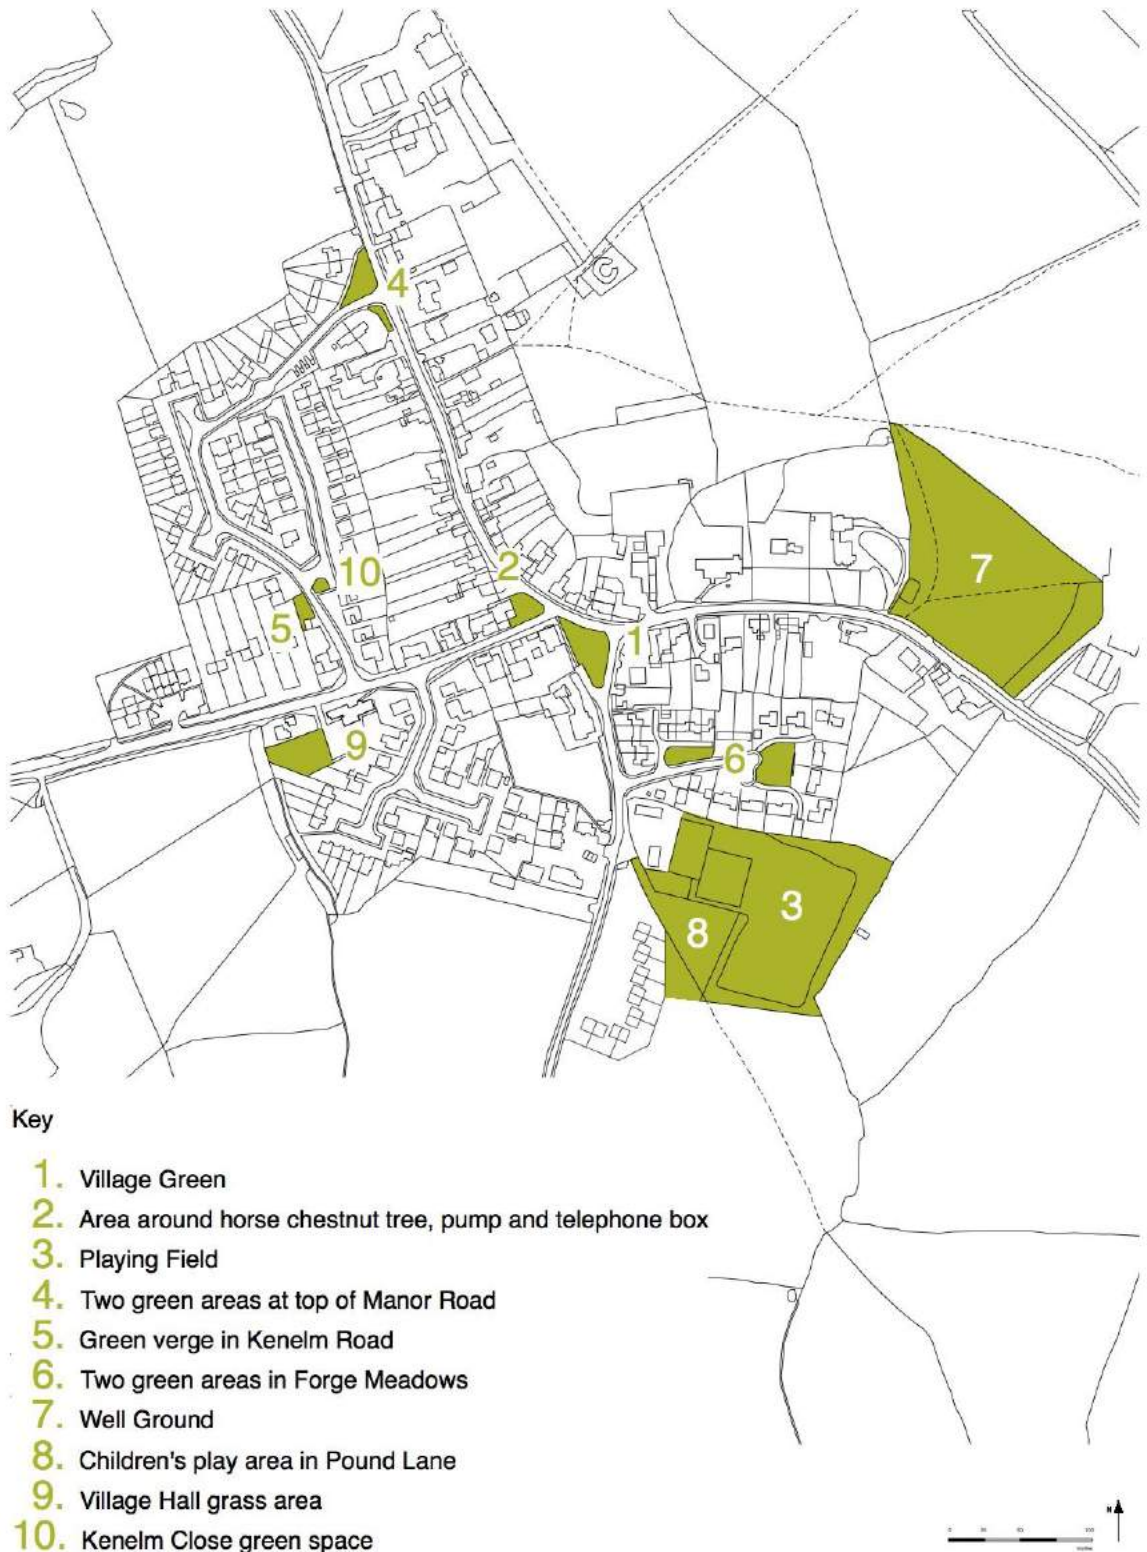 4
C
2
10
7
5
1
9
6
3
8
Key
1. Village Green
2. Area around horse chestnut tree, pump and telephone box
3. Playing Field
4. Two green areas at top of Manor Road
5. Green verge in Kenelm Road
6. Two green areas in Forge Meadows
7. Well Ground
8. Children's play area in Pound Lane
9. Village Hall grass area
10. Kenelm Close green space
N